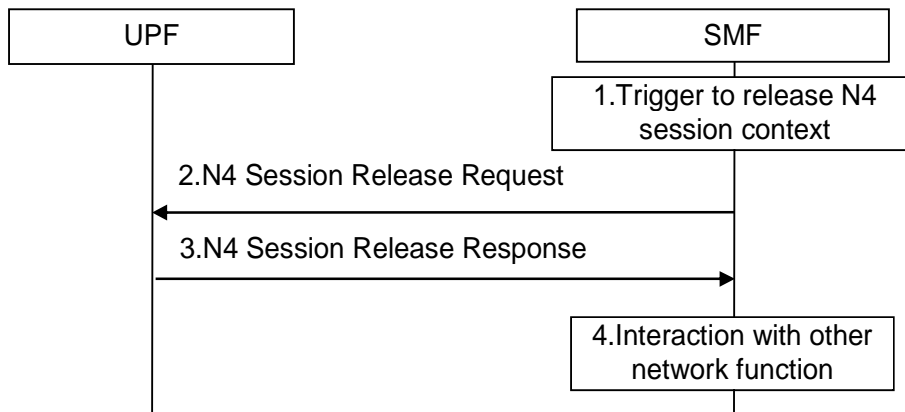 UPF
SMF
1.Trigger to release N4
session context
2.N4 Session Release Request
3.N4 Session Release Response
4.Interaction with other
network function